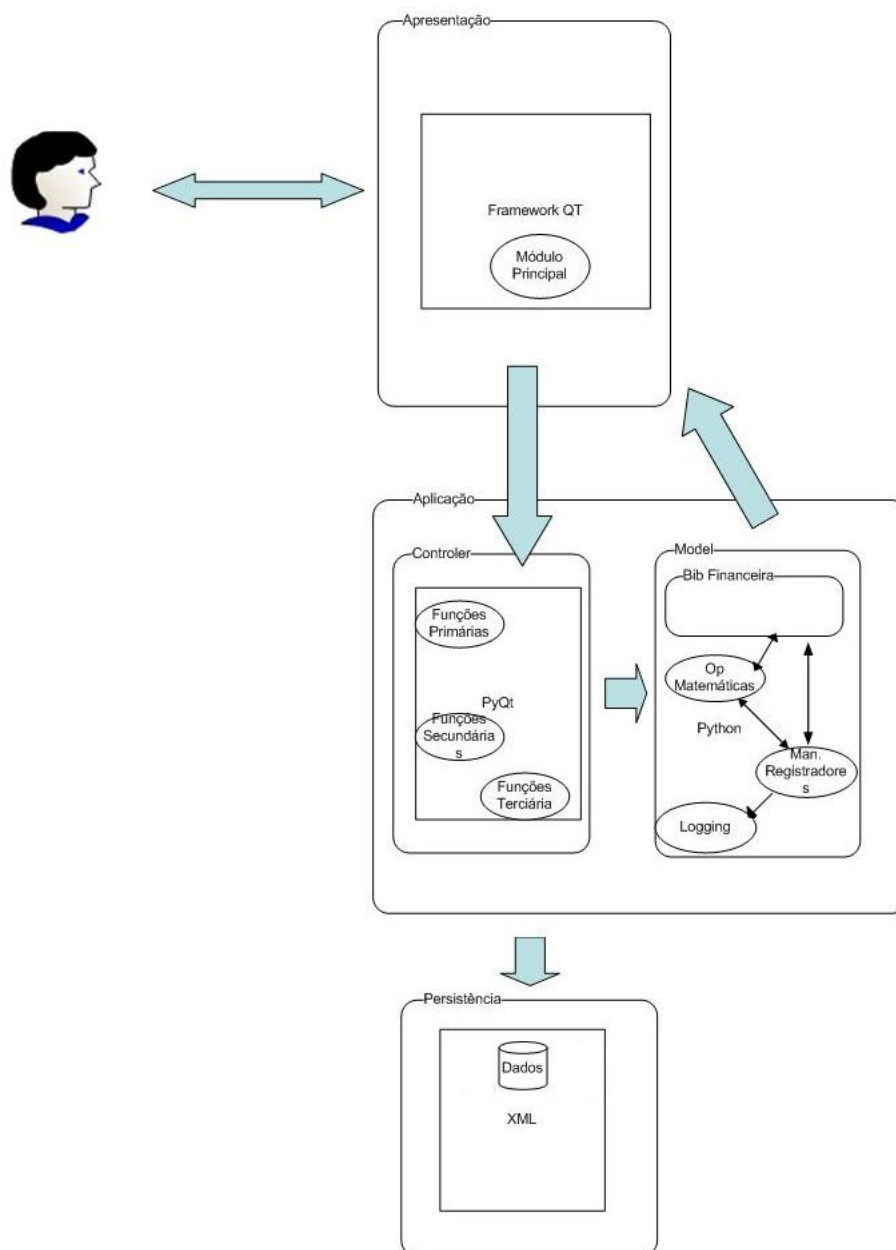 Apresentação
Framework QT
Módulo
Principal
Aplicação
Controler
Funções
Primárias
PyQt
Funções
Secundária
s
Funções
Terciária
Model
Bib Financeira
Op
Matemáticas
Python
Man.
Registradore
s
Logging
Persistência
Dados
XML